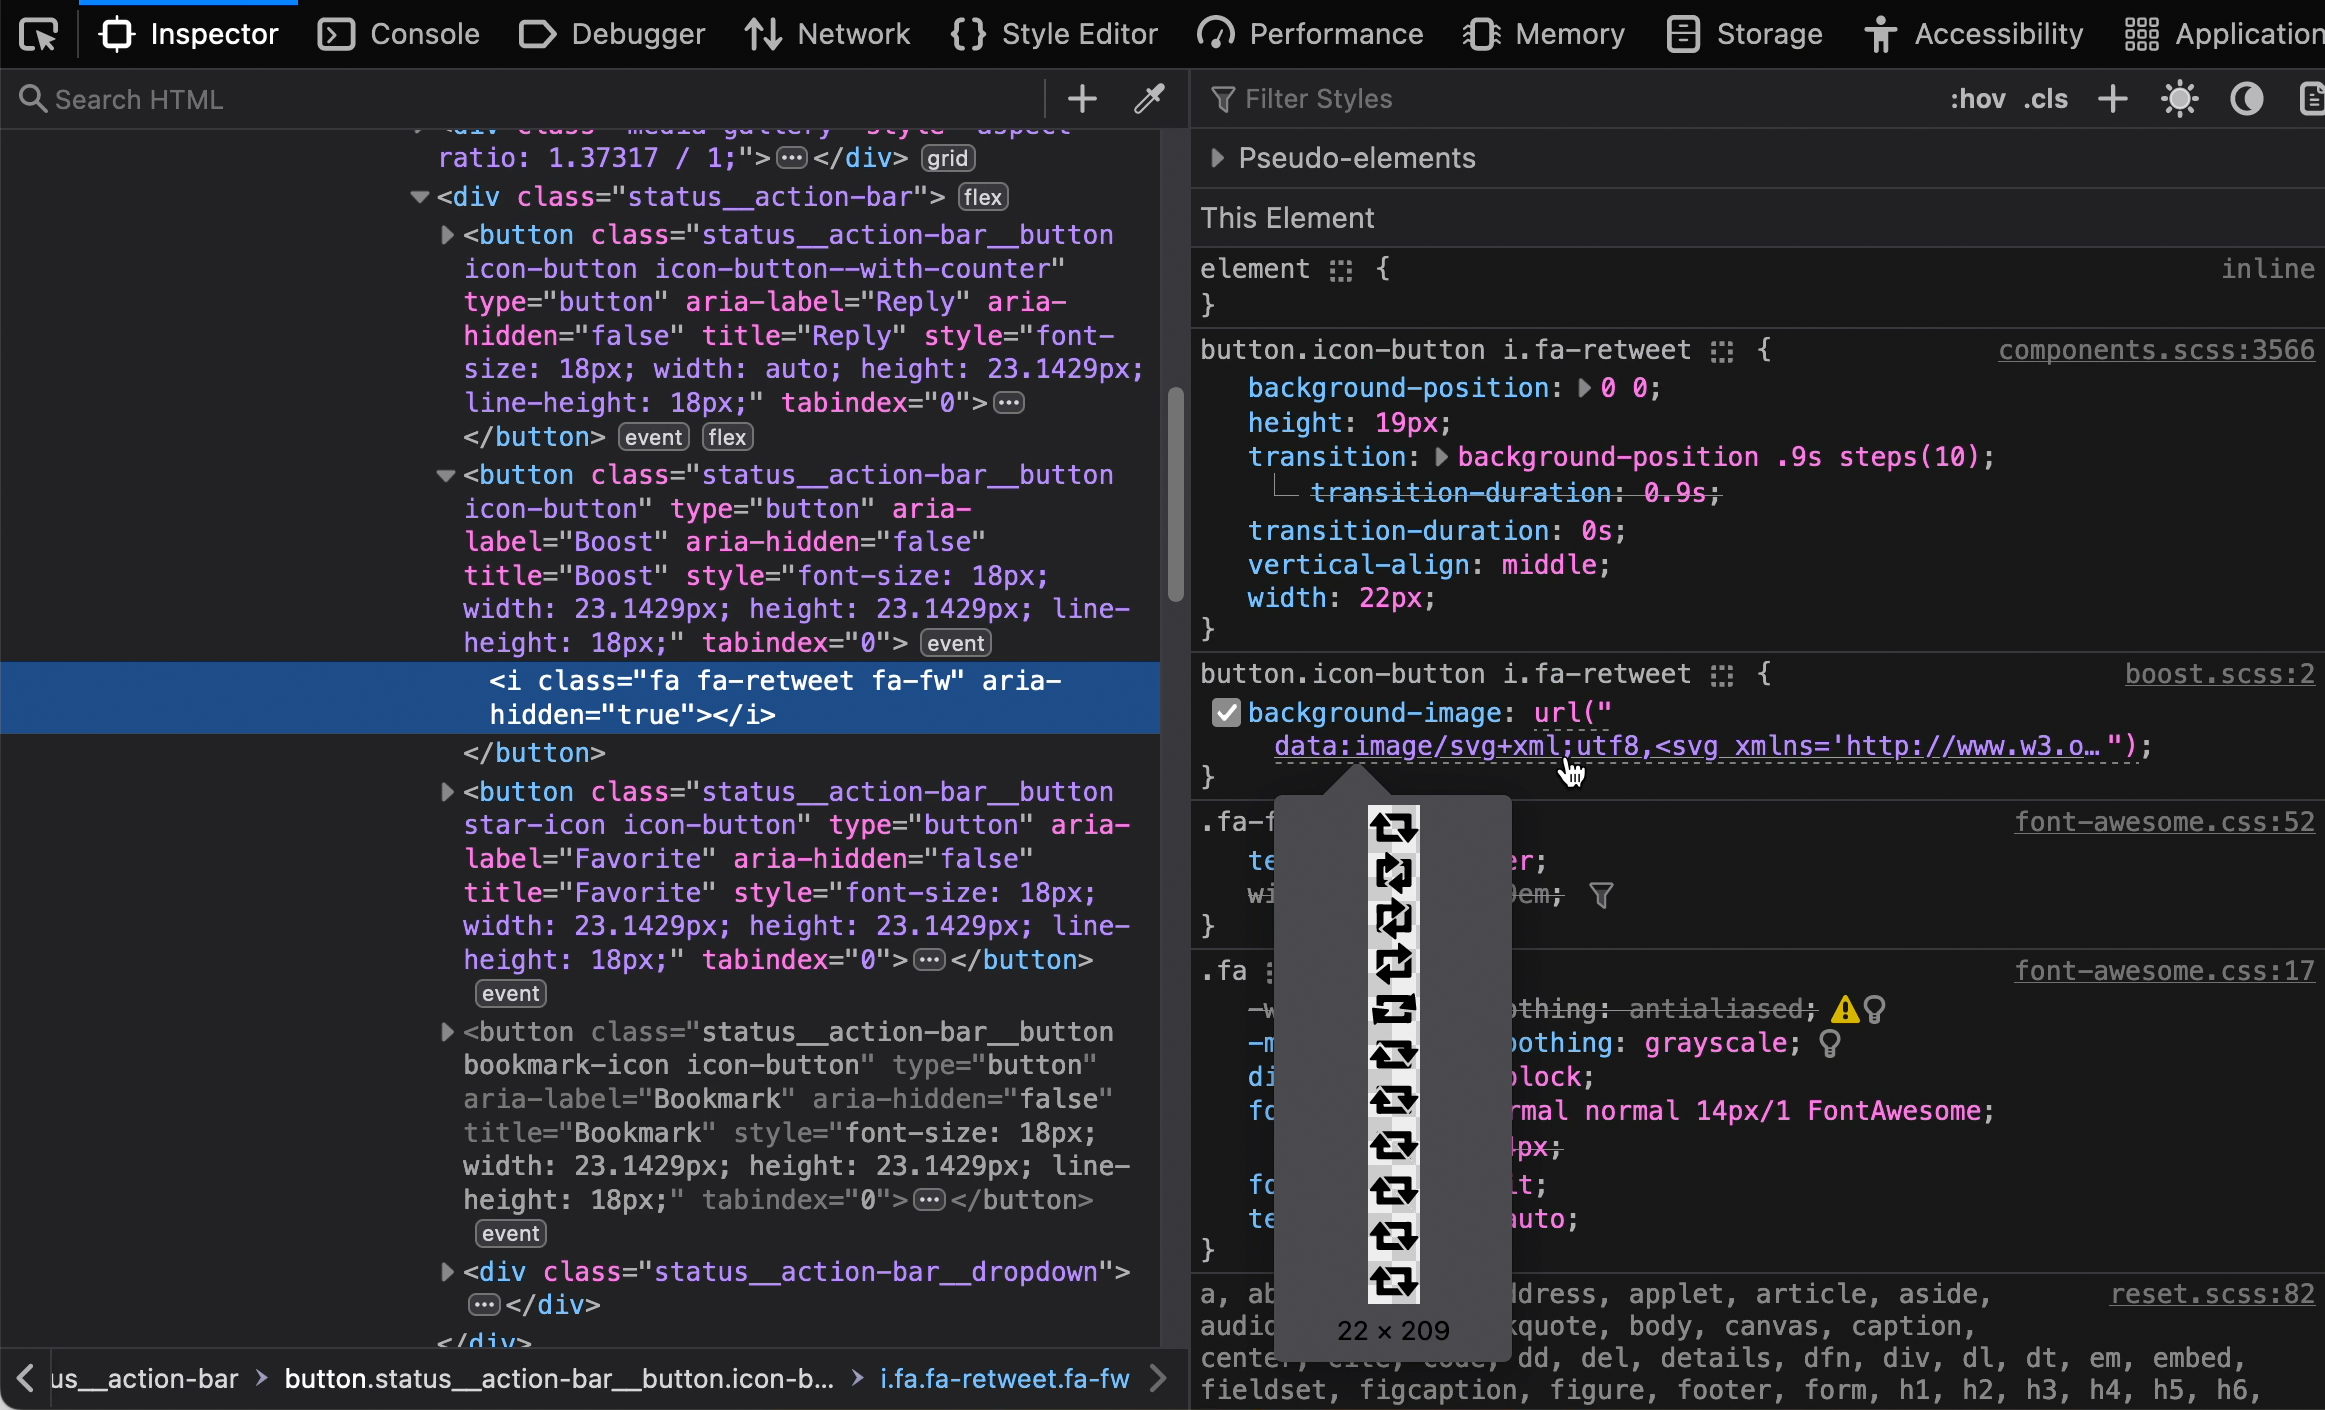 Inspector Console Debugger Network Style Editor Performance Memory Storage Accessibility Application
Search HTML
ratio: 1.37317 / 1;"></div> grid
<div class="status__action-bar"> flex
<button class="status__action-bar__button
icon-button icon-button--with-counter"
type="button" aria-label="Reply" aria-
hidden="false" title="Reply" style="font-
size: 18px; width: auto; height: 23.1429px;
line-height: 18px;" tabindex="0">
</button> event flex
<button class="status__action-bar__button
icon-button" type="button" aria-
label="Boost" aria-hidden="false"
title="Boost" style="font-size: 18px;
width: 23.1429px; height: 23.1429px; line-
height: 18px;" tabindex="0"> event
<i class="fa fa-retweet fa-fw" aria-
hidden="true"></i>
</button>
<button class="status__action-bar__button
star-icon icon-button" type="button" aria-
label="Favorite" aria-hidden="false"
title="Favorite" style="font-size: 18px;
width: 23.1429px; height: 23.1429px; line-
height: 18px;" tabindex="0"></button>
event
<button class="status__action-bar__button
bookmark-icon icon-button" type="button"
aria-label="Bookmark" aria-hidden="false"
title="Bookmark" style="font-size: 18px;
width: 23.1429px; height: 23.1429px; line-
height: 18px;" tabindex="0"></button>
event
<div class="status__action-bar__dropdown">
</div>
</div>
us__action-bar > button.status__action-bar__button.icon-b... > i.fa.fa-retweet.fa-fw
Filter Styles :hov .cls
Pseudo-elements
This Element
element { inline
}
button.icon-button i.fa-retweet { components.scss:3566
background-position: 0 0;
height: 19px;
transition: background-position .9s steps(10);
transition-duration: 0.9s;
transition-duration: 0s;
vertical-align: middle;
width: 22px;
}
button.icon-button i.fa-retweet { boost.scss:2
background-image: url("
data:image/svg+xml;utf8,<svg xmlns='http://www.w3.o…");
}
.fa-f font-awesome.css:52
te er;
wi em;
}
.fa font-awesome.css:17
-w thing: antialiased;
-m othing: grayscale;
di lock;
fo rmal normal 14px/1 FontAwesome;
px;
fo it;
te auto;
}
22 × 209
a, ab ddress, applet, article, aside, reset.scss:82
audio kquote, body, canvas, caption,
center, cite, code, dd, del, details, dfn, div, dl, dt, em, embed,
fieldset, figcaption, figure, footer, form, h1, h2, h3, h4, h5, h6,